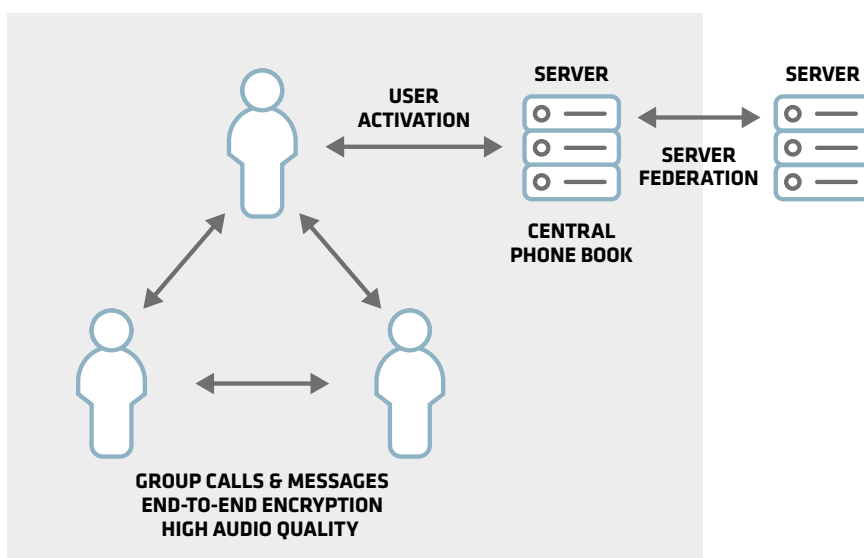 SERVER
SERVER
USER
ACTIVATION
SERVER
FEDERATION
CENTRAL
PHONE BOOK
GROUP CALLS & MESSAGES
END-TO-END ENCRYPTION
HIGH AUDIO QUALITY